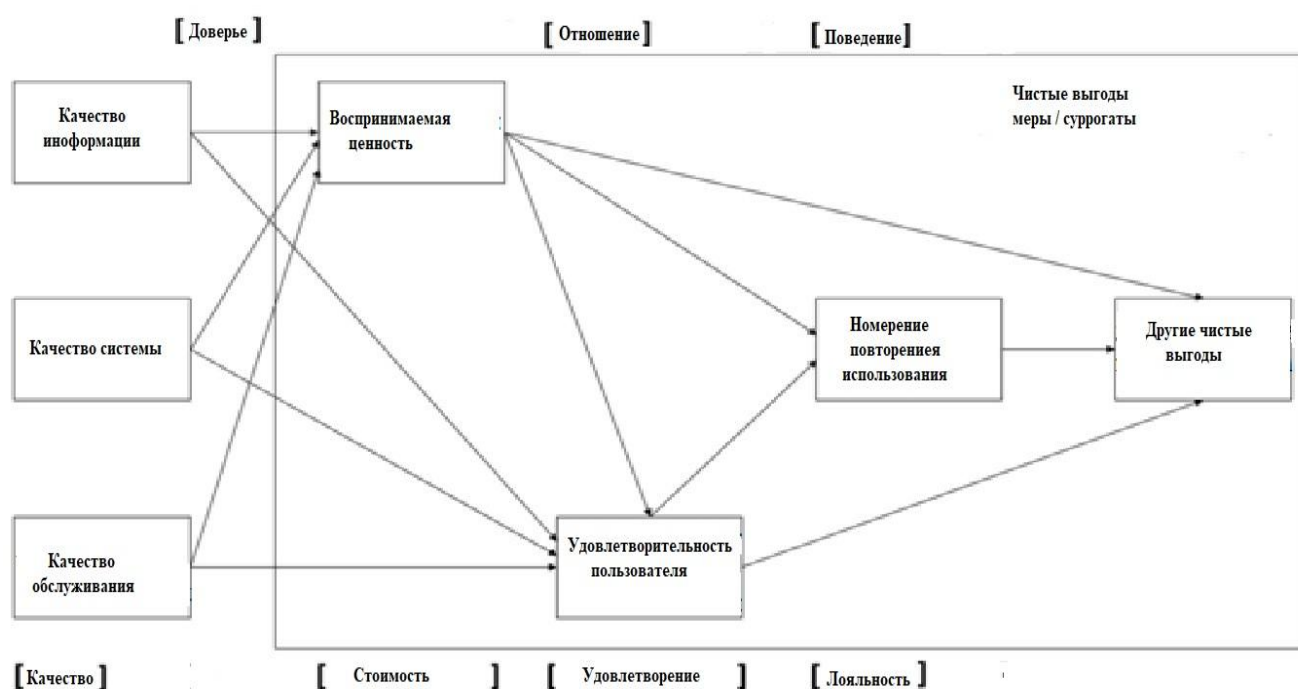 [ Доверье ]
[ Отношение ]
[ Поведение]
Качество
иноформации
Воспринимаемая
ценность
Чистые выгоды
меры / суррогаты
Качество системы
Номерение
повторениея
использования
Другие чистые
выгоды
Качество
обслуживания
Удовлетворительность
пользователя
[ Качество ]
[ Стоимость ]
[ Удовлетворение ]
[ Лояльность ]